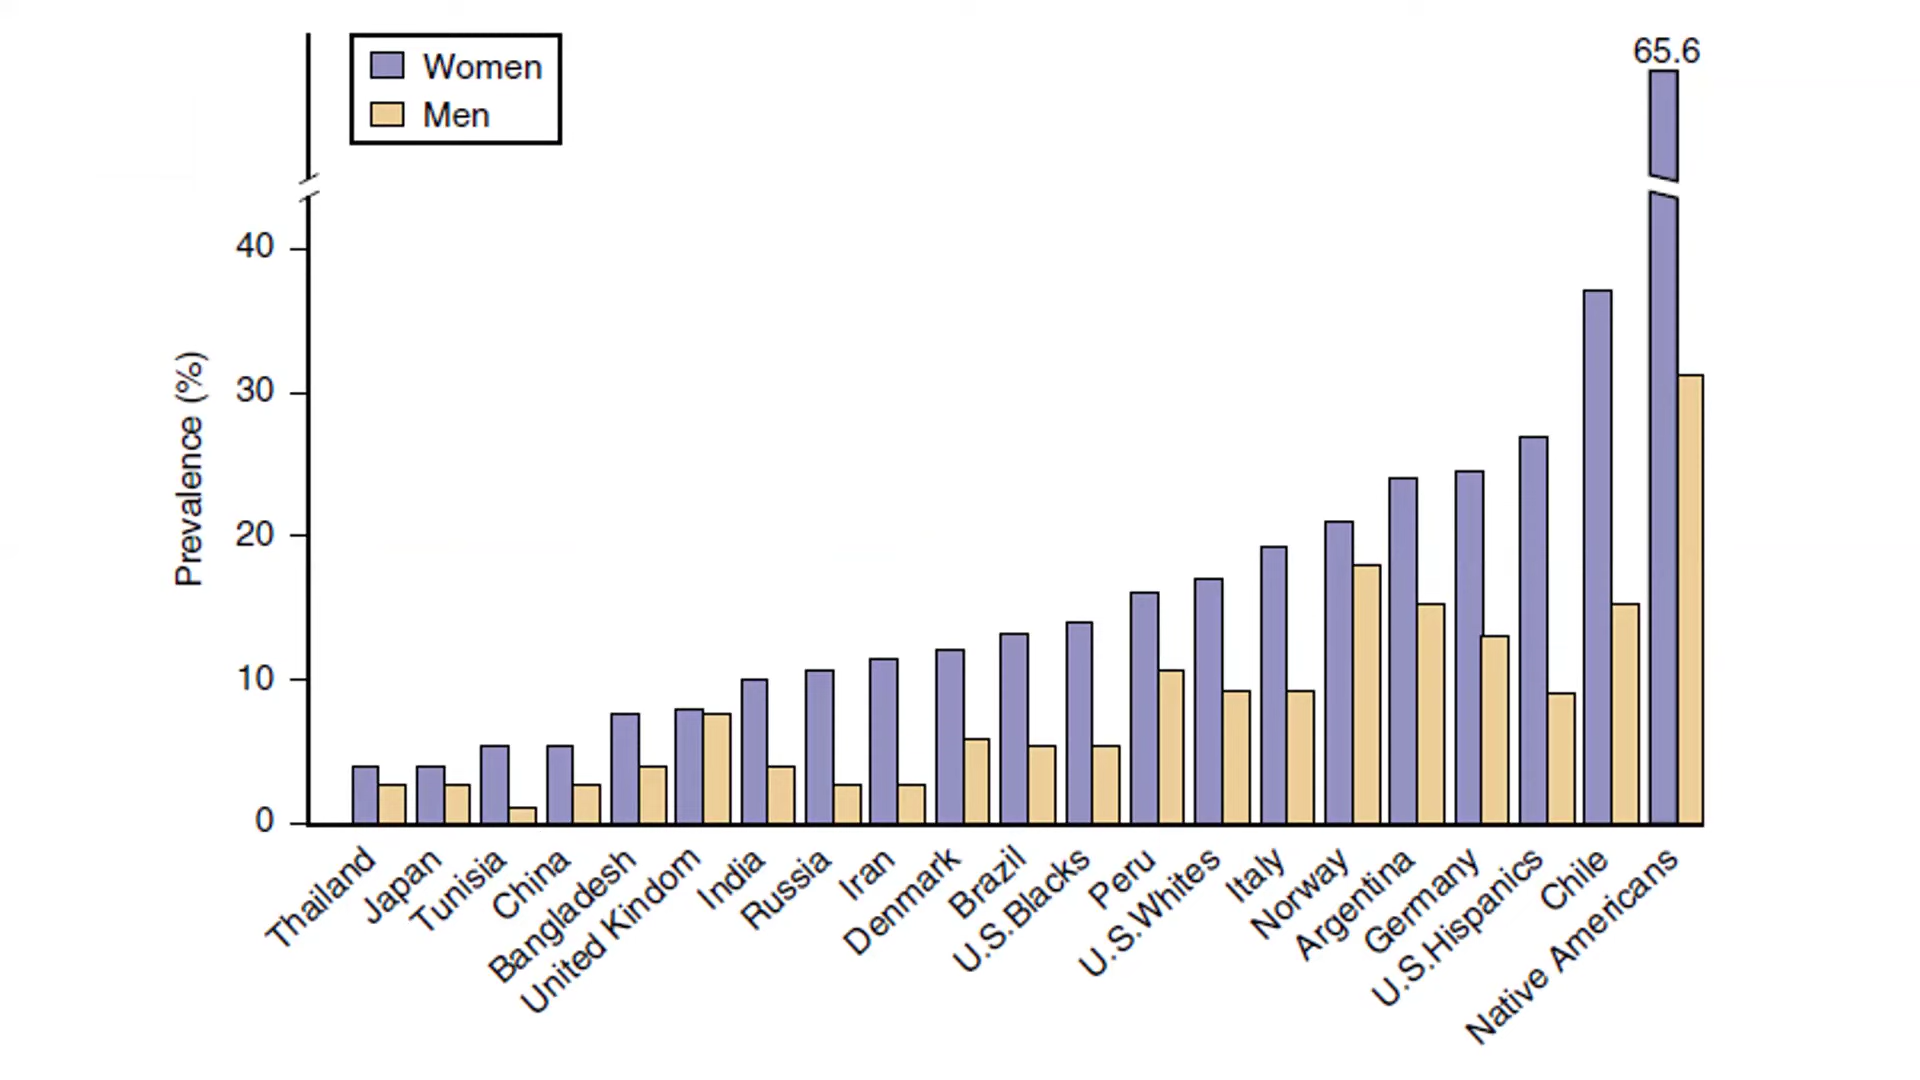 Women
Men
65.6
40
30
20
10
0
Prevalence (%)
Thailand
Japan
Tunisia
China
Bangladesh
United Kindom
India
Russia
Iran
Denmark
Brazil
U.S.Blacks
Peru
U.S.Whites
Italy
Norway
Argentina
Germany
U.S.Hispanics
Chile
Native Americans